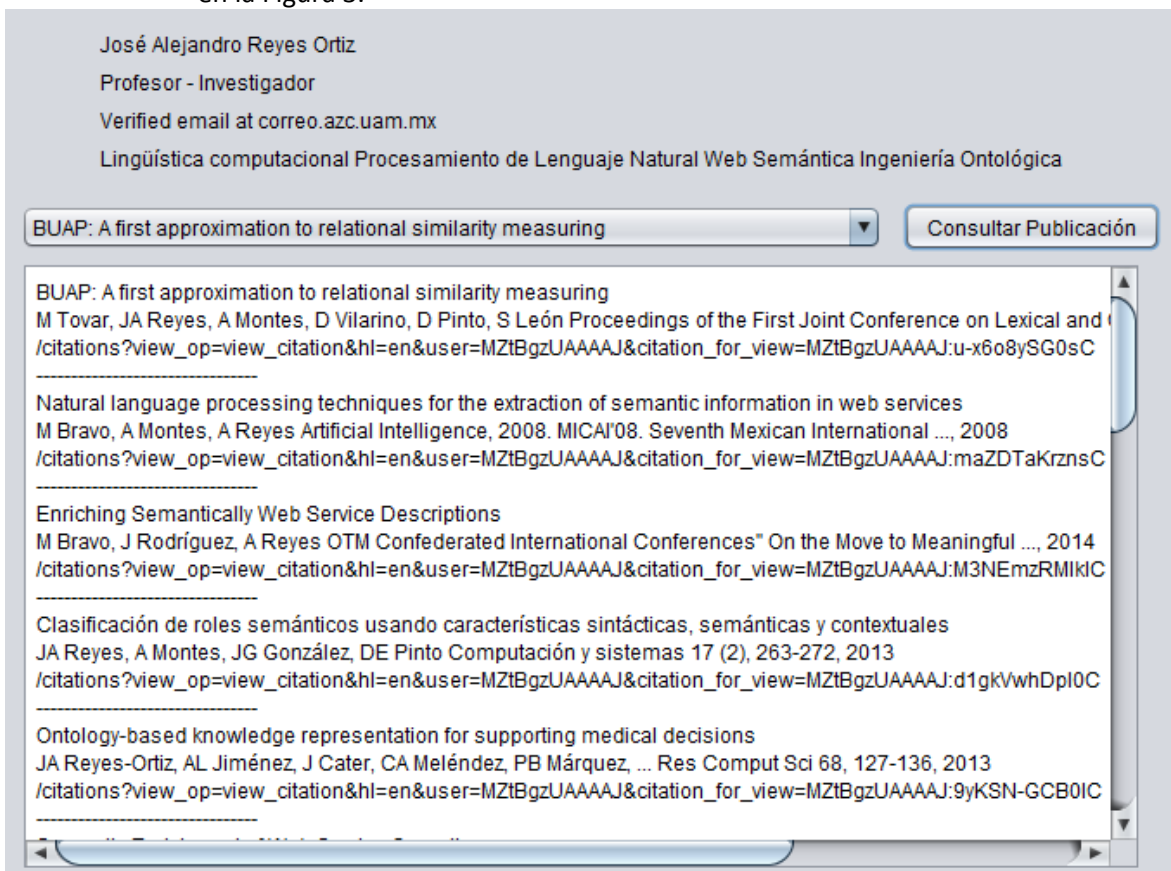 en la Figura 3.
José Alejandro Reyes Ortiz
Profesor - Investigador
Verified email at correo.azc.uam.mx
Lingüística computacional Procesamiento de Lenguaje Natural Web Semántica Ingeniería Ontológica
BUAP: A first approximation to relational similarity measuring
Consultar Publicación
BUAP: A first approximation to relational similarity measuring
M Tovar, JA Reyes, A Montes, D Vilarino, D Pinto, S León Proceedings of the First Joint Conference on Lexical and
/citations?view_op=view_citation&hl=en&user=MZtBgzUAAAAJ&citation_for_view=MZtBgzUAAAAJ:u-x6o8ySG0sC
--------------------------------
Natural language processing techniques for the extraction of semantic information in web services
M Bravo, A Montes, A Reyes Artificial Intelligence, 2008. MICAI'08. Seventh Mexican International ..., 2008
/citations?view_op=view_citation&hl=en&user=MZtBgzUAAAAJ&citation_for_view=MZtBgzUAAAAJ:maZDTaKrznsC
--------------------------------
Enriching Semantically Web Service Descriptions
M Bravo, J Rodríguez, A Reyes OTM Confederated International Conferences" On the Move to Meaningful ..., 2014
/citations?view_op=view_citation&hl=en&user=MZtBgzUAAAAJ&citation_for_view=MZtBgzUAAAAJ:M3NEmzRMIkIC
--------------------------------
Clasificación de roles semánticos usando características sintácticas, semánticas y contextuales
JA Reyes, A Montes, JG González, DE Pinto Computación y sistemas 17 (2), 263-272, 2013
/citations?view_op=view_citation&hl=en&user=MZtBgzUAAAAJ&citation_for_view=MZtBgzUAAAAJ:d1gkVwhDpl0C
--------------------------------
Ontology-based knowledge representation for supporting medical decisions
JA Reyes-Ortiz, AL Jiménez, J Cater, CA Meléndez, PB Márquez, ... Res Comput Sci 68, 127-136, 2013
/citations?view_op=view_citation&hl=en&user=MZtBgzUAAAAJ&citation_for_view=MZtBgzUAAAAJ:9yKSN-GCB0IC
--------------------------------